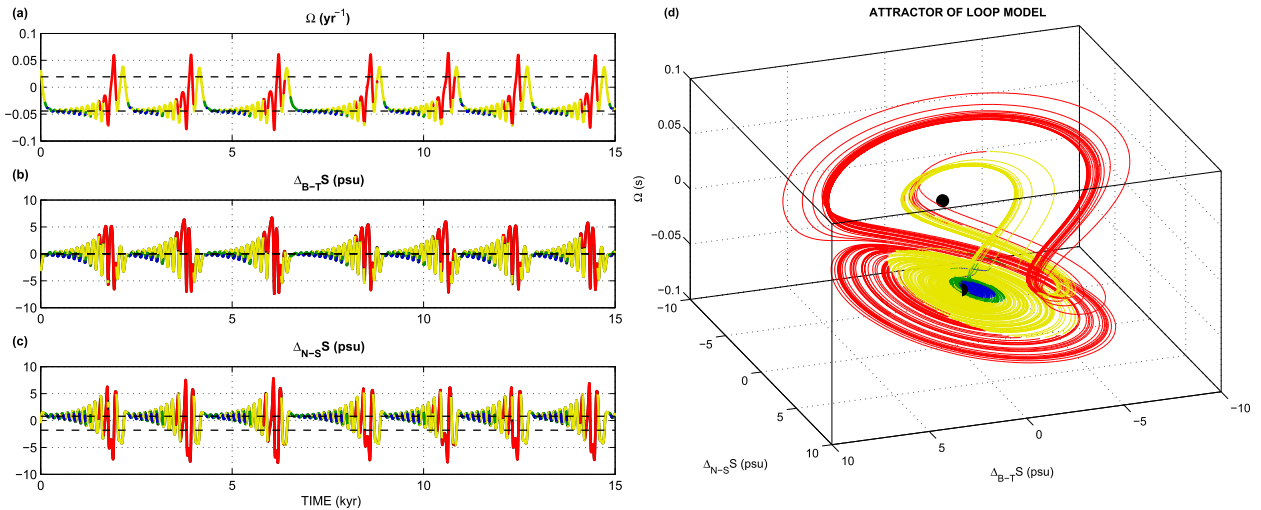 (a)
Ω (yr⁻¹)
0.1
0.05
0
−0.05
−0.1
0 5 10 15
(b)
Δ_B−T S (psu)
10
5
0
−5
−10
0 5 10 15
(c)
Δ_N−S S (psu)
10
5
0
−5
−10
0 5 10 15
TIME (kyr)
(d)
ATTRACTOR OF LOOP MODEL
0.1
0.05
0
−0.05
−0.1
Ω (s)
−10
−5
0
5
10
Δ_N−S S (psu)
10
5
0
−5
−10
Δ_B−T S (psu)